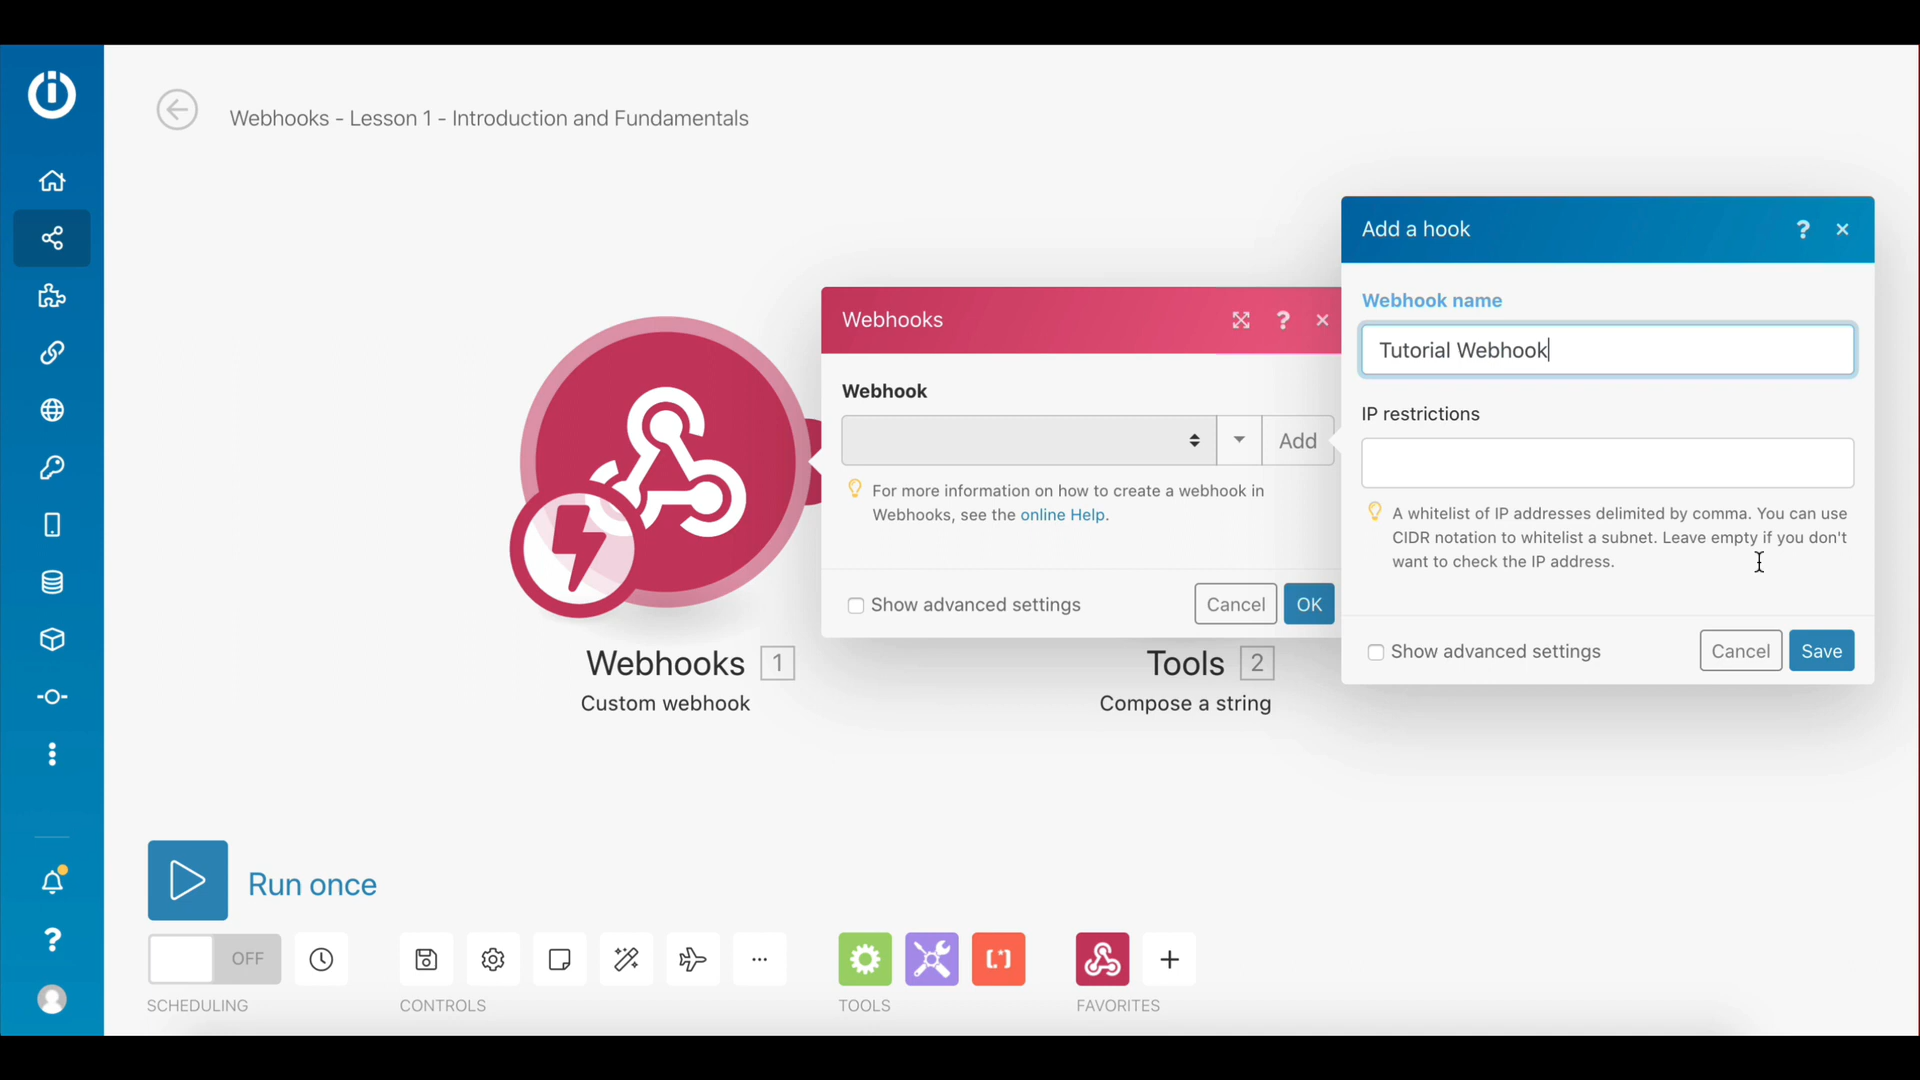 Webhooks - Lesson 1 - Introduction and Fundamentals
Add a hook
?
Webhook name
Tutorial Webhook
IP restrictions
A whitelist of IP addresses delimited by comma. You can use
CIDR notation to whitelist a subnet. Leave empty if you don't
want to check the IP address.
Show advanced settings
Cancel
Save
Webhooks
?
Webhook
Add
For more information on how to create a webhook in
Webhooks, see the online Help.
Show advanced settings
Cancel
OK
Webhooks 1
Custom webhook
Tools 2
Compose a string
Run once
OFF
SCHEDULING
CONTROLS
TOOLS
FAVORITES
?